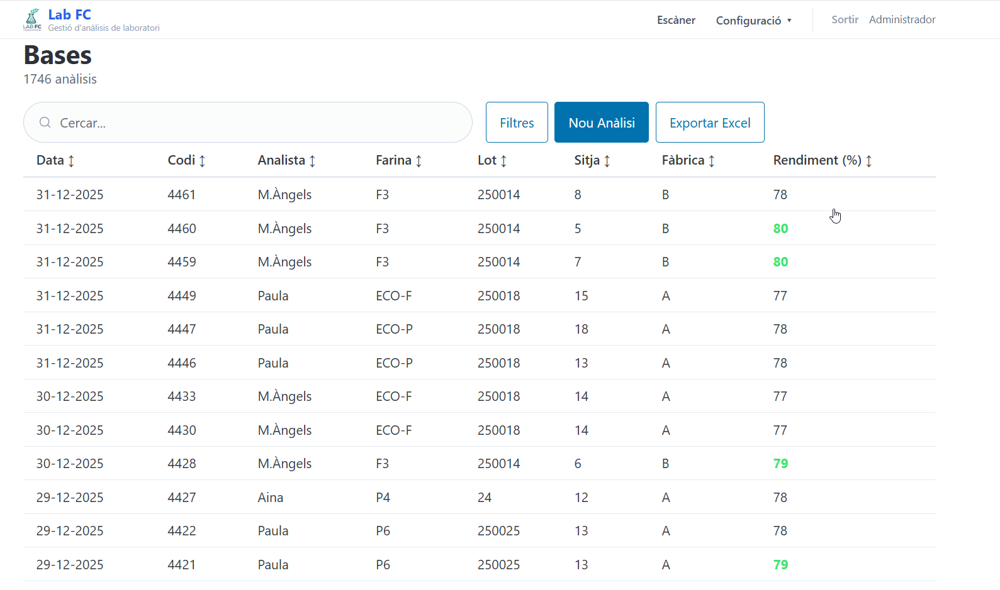 Lab FC
Gestió d'anàlisis de laboratori
LAB FC
Escàner
Configuració ▼
Sortir
Administrador
Bases
1746 anàlisis
Cercar...
Filtres
Nou Anàlisi
Exportar Excel
Data ↕ Codi ↕ Analista ↕ Farina ↕ Lot ↕ Sitja ↕ Fàbrica ↕ Rendiment (%) ↕
31-12-2025 4461 M.Àngels F3 250014 8 B 78
31-12-2025 4460 M.Àngels F3 250014 5 B 80
31-12-2025 4459 M.Àngels F3 250014 7 B 80
31-12-2025 4449 Paula ECO-F 250018 15 A 77
31-12-2025 4447 Paula ECO-P 250018 18 A 78
31-12-2025 4446 Paula ECO-P 250018 13 A 78
30-12-2025 4433 M.Àngels ECO-F 250018 14 A 77
30-12-2025 4430 M.Àngels ECO-F 250018 14 A 77
30-12-2025 4428 M.Àngels F3 250014 6 B 79
29-12-2025 4427 Aina P4 24 12 A 78
29-12-2025 4422 Paula P6 250025 13 A 78
29-12-2025 4421 Paula P6 250025 13 A 79